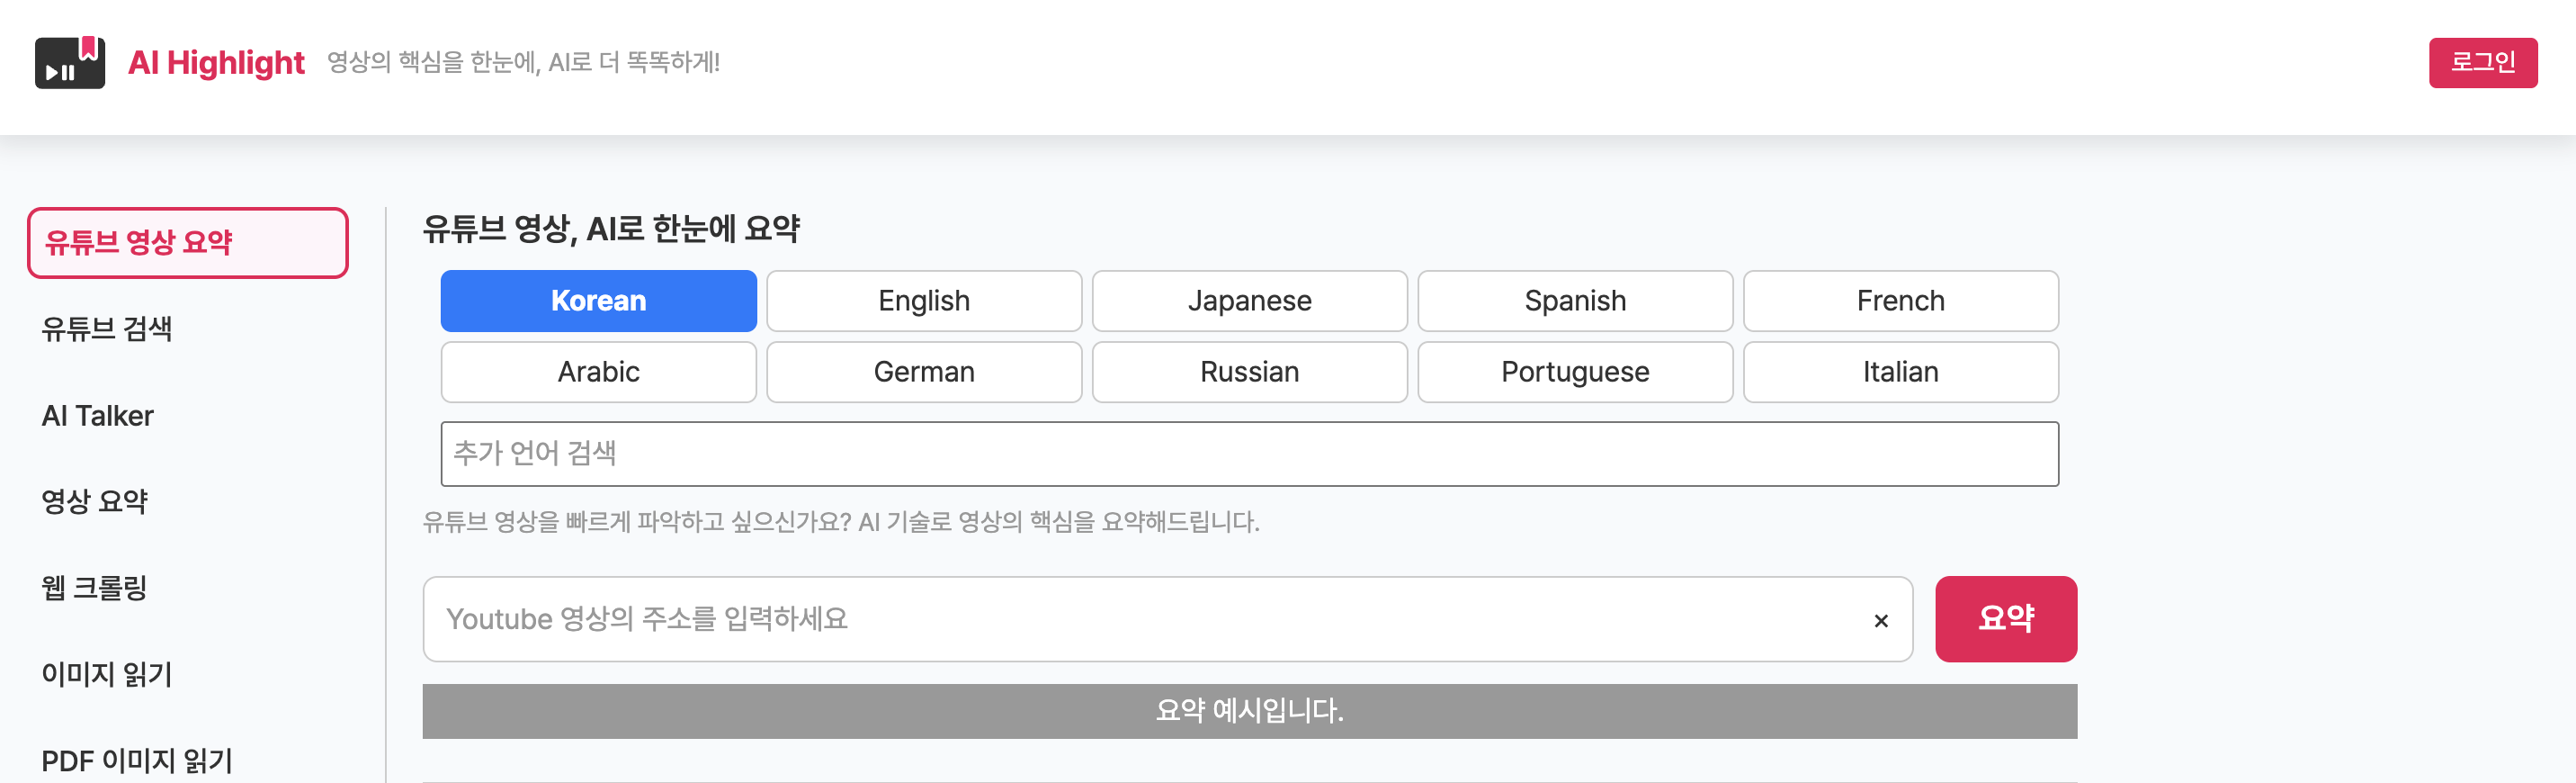 AI Highlight 영상의 핵심을 한눈에, AI로 더 똑똑하게! 로그인
유튜브 영상 요약
유튜브 검색
AI Talker
영상 요약
웹 크롤링
이미지 읽기
PDF 이미지 읽기
유튜브 영상, AI로 한눈에 요약
Korean English Japanese Spanish French
Arabic German Russian Portuguese Italian
추가 언어 검색
유튜브 영상을 빠르게 파악하고 싶으신가요? AI 기술로 영상의 핵심을 요약해드립니다.
Youtube 영상의 주소를 입력하세요 × 요약
요약 예시입니다.